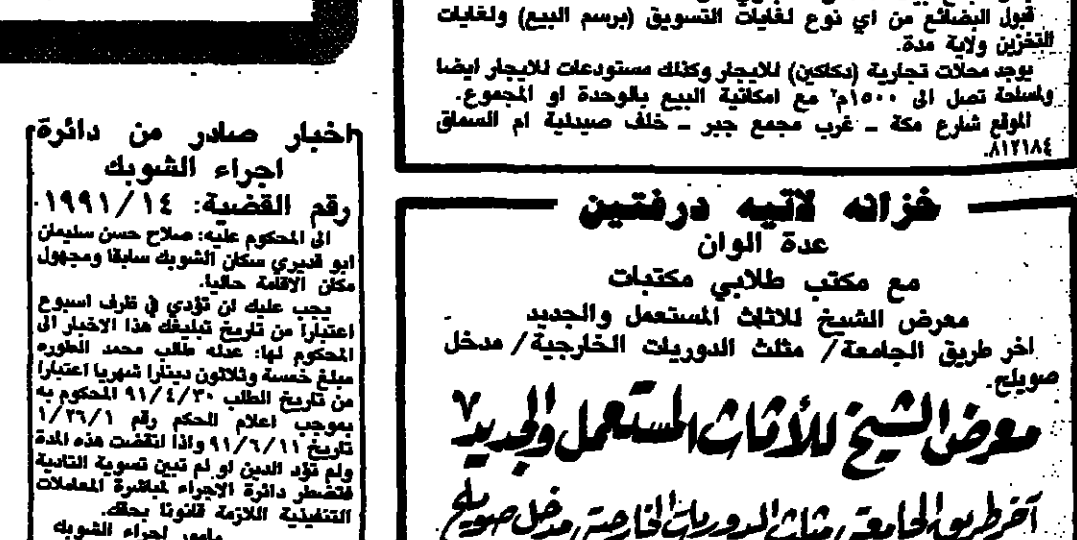 قبول البضائع من اي نوع لغايات التسويق (برسم البيع) ولغايات
التخزين ولاية مدة.
يوجد محلات تجارية (دكاكين) للايجار وكذلك مستودعات للايجار ايضا
ولمساحة تصل الى ١٥٠٠م٢ مع امكانية البيع بالوحدة او المجموع.
الموقع شارع مكة ــ غرب مجمع جبر ــ خلف صيدلية ام السماق
٨١٢١٨٤.
خزانه لاتيه درفتين
عدة الوان
مع مكتب طلابي مكتبات
معرض الشيخ للاثاث المستعمل والجديد
اخر طريق الجامعة/ مثلث الدوريات الخارجية/ مدخل
صويلح.
معرض الشيخ للأثاث المستعمل والجديد
آخر طريق الجامعة مثلث الدوريات الخارجية مدخل صويلح
اخبار صادر من دائرة
اجراء الشوبك
رقم القضية: ١٩٩١/١٤
الى المحكوم عليه: صلاح حسن سليمان
ابو قديري سكان الشوبك سابقا ومجهول
مكان الاقامة حاليا.
يجب عليك ان تؤدي في ظرف اسبوع
اعتبارا من تاريخ تبليغك هذا الاخبار الى
المحكوم لها: عدله طالب محمد الطوره
مبلغ خمسة وثلاثون دينارا شهريا اعتبارا
من تاريخ الطلب ٩١/٤/٣٠ المحكوم به
بموجب اعلام الحكم رقم ١/٢٦/١
تاريخ ٩١/٦/١١ واذا انقضت هذه المدة
ولم تؤد الدين او لم تبين تسوية التادية
فتضطر دائرة الاجراء لمباشرة المعاملات
التنفيذية اللازمة قانونا بحقك.
مامور اجراء الشوبك